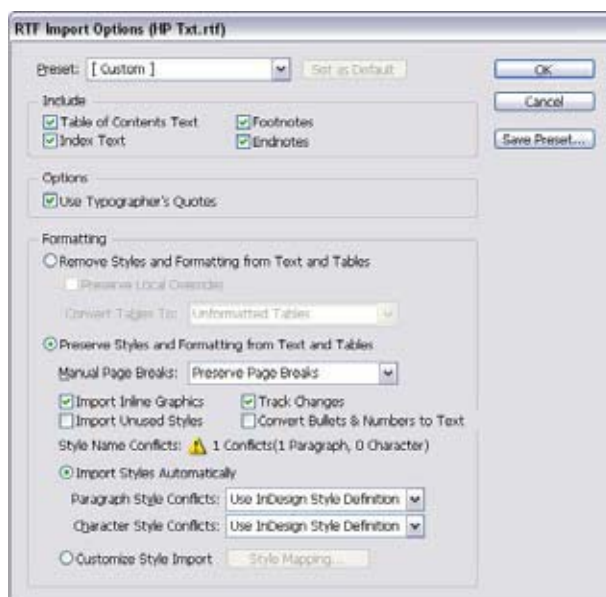 RTF Import Options (HP Txt.rtf)
Preset: [ Custom ] Set as Default OK
Include Cancel
Table of Contents Text Footnotes
Index Text Endnotes Save Preset...
Options
Use Typographer's Quotes
Formatting
Remove Styles and Formatting from Text and Tables
Preserve Local Overrides
Convert Tables To: Unformatted Tables
Preserve Styles and Formatting from Text and Tables
Manual Page Breaks: Preserve Page Breaks
Import Inline Graphics Track Changes
Import Unused Styles Convert Bullets & Numbers to Text
Style Name Conflicts: 1 Conflicts(1 Paragraph, 0 Character)
Import Styles Automatically
Paragraph Style Conflicts: Use InDesign Style Definition
Character Style Conflicts: Use InDesign Style Definition
Customize Style Import Style Mapping...